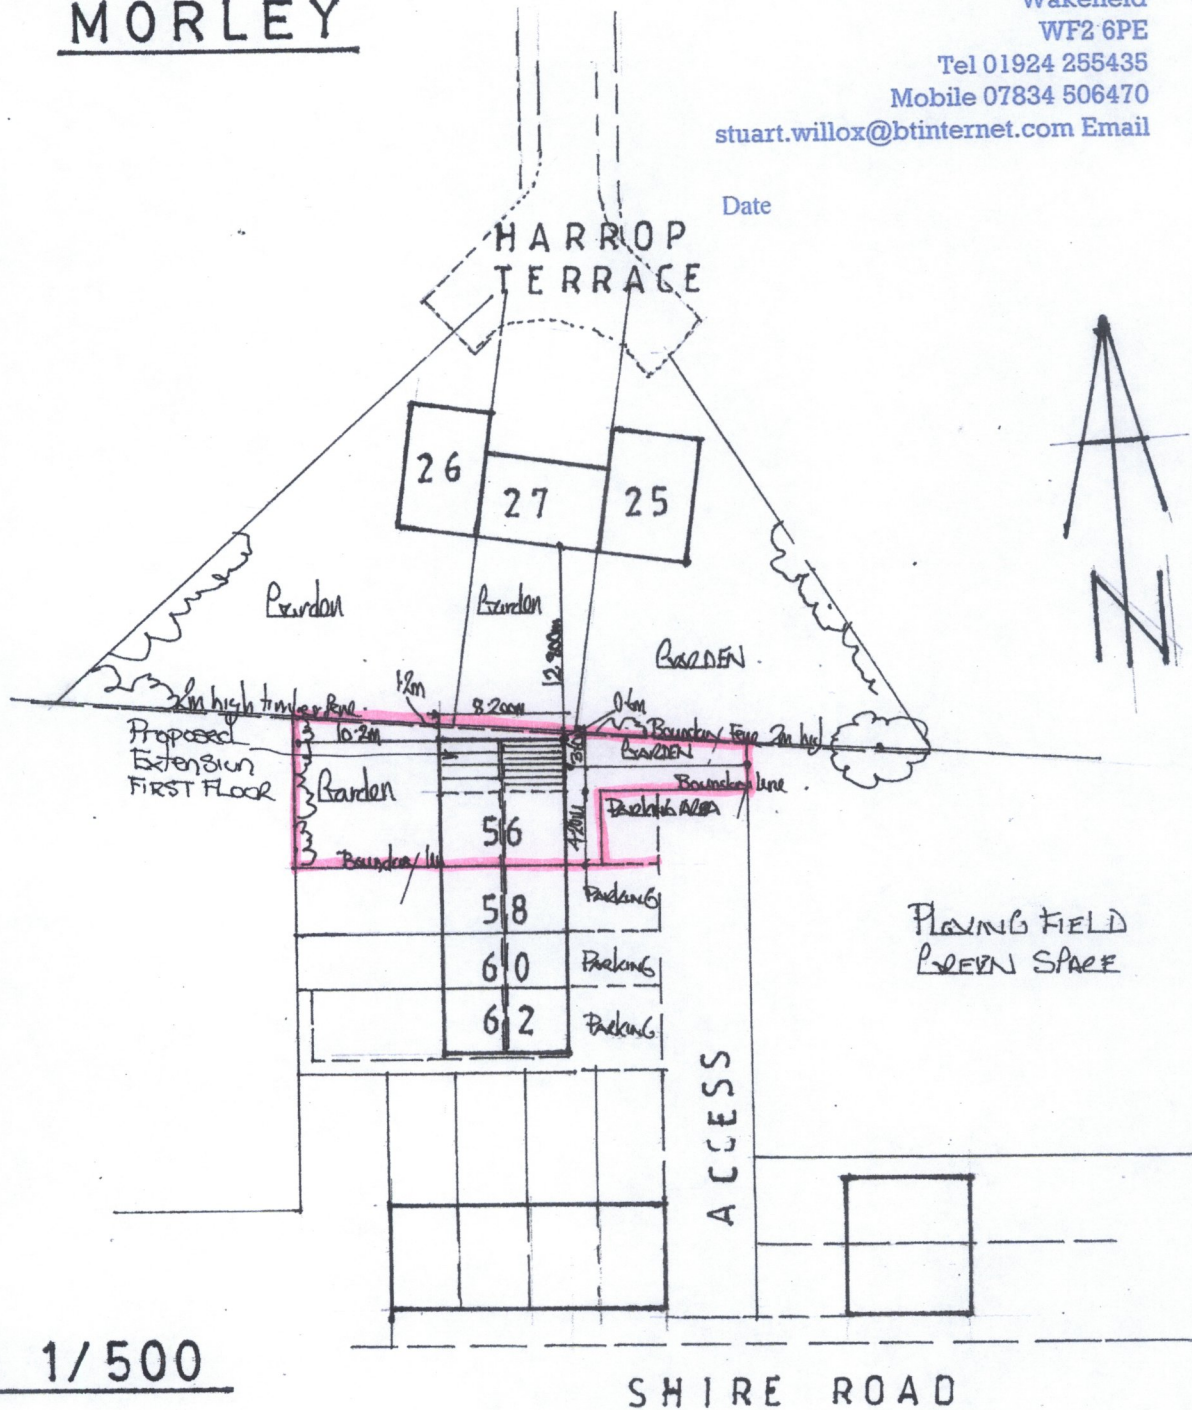 MORLEY
Wakefield
WF2 6PE
Tel 01924 255435
Mobile 07834 506470
stuart.willox@btinternet.com Email
Date
HARROP
TERRACE
26
27
25
Garden
Garden
GARDEN
12.800m
2m high timber fence
1.2m
8.200m
0.6m
Boundary Fence 2m high
Proposed
Extension
FIRST FLOOR
10.2m
GARDEN
Boundary line
Garden
PARKING AREA
56
Boundary line
58
PARKING
60
PARKING
62
PARKING
PLAYING FIELD
GREEN SPACE
ACCESS
N
1/500
SHIRE ROAD